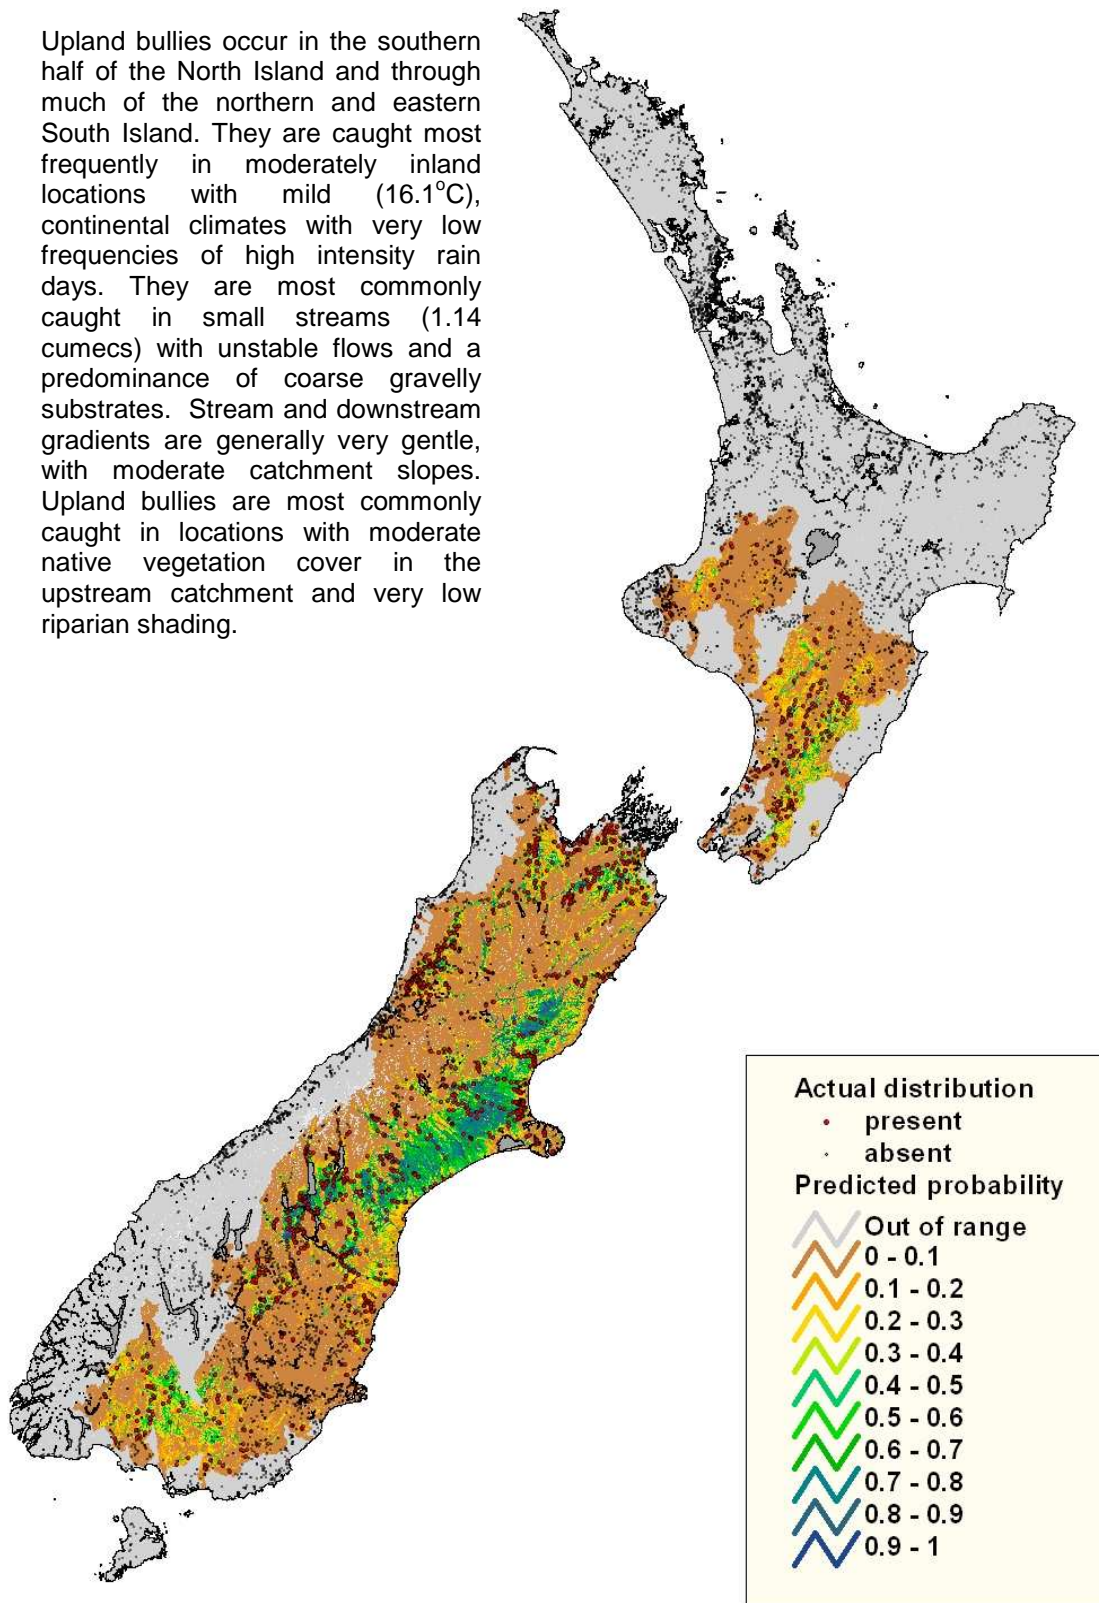 Upland bullies occur in the southern
half of the North Island and through
much of the northern and eastern
South Island. They are caught most
frequently in moderately inland
locations with mild (16.1°C),
continental climates with very low
frequencies of high intensity rain
days. They are most commonly
caught in small streams (1.14
cumecs) with unstable flows and a
predominance of coarse gravelly
substrates. Stream and downstream
gradients are generally very gentle,
with moderate catchment slopes.
Upland bullies are most commonly
caught in locations with moderate
native vegetation cover in the
upstream catchment and very low
riparian shading.
Actual distribution
present
absent
Predicted probability
Out of range
0 - 0.1
0.1 - 0.2
0.2 - 0.3
0.3 - 0.4
0.4 - 0.5
0.5 - 0.6
0.6 - 0.7
0.7 - 0.8
0.8 - 0.9
0.9 - 1